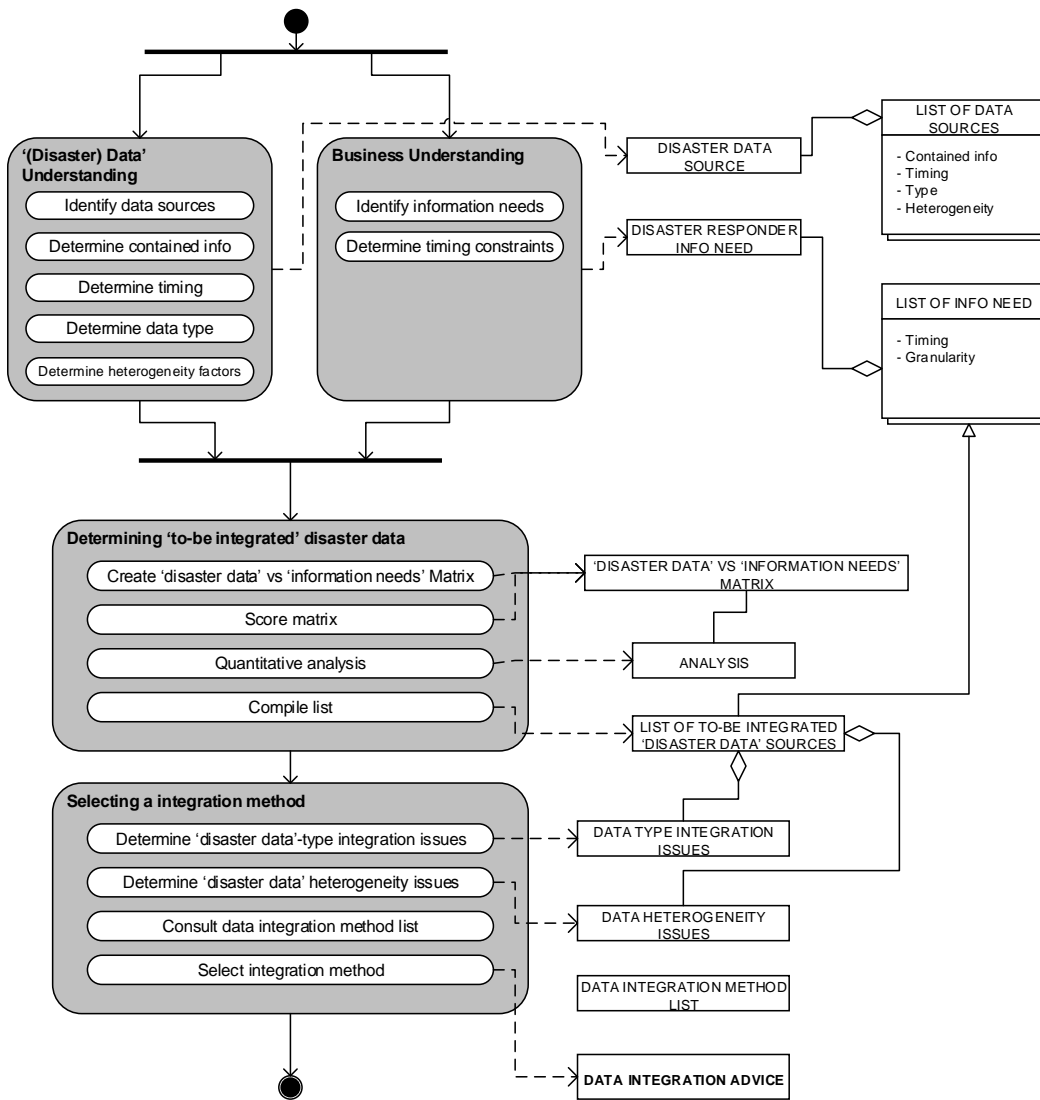 ‘(Disaster) Data’
Understanding
Identify data sources
Determine contained info
Determine timing
Determine data type
Determine heterogeneity factors
Business Understanding
Identify information needs
Determine timing constraints
DISASTER DATA
SOURCE
DISASTER RESPONDER
INFO NEED
LIST OF DATA
SOURCES
- Contained info
- Timing
- Type
- Heterogeneity
LIST OF INFO NEED
- Timing
- Granularity
Determining ‘to-be integrated’ disaster data
Create ‘disaster data’ vs ‘information needs’ Matrix
Score matrix
Quantitative analysis
Compile list
‘DISASTER DATA’ VS ‘INFORMATION NEEDS’
MATRIX
ANALYSIS
LIST OF TO-BE INTEGRATED
‘DISASTER DATA’ SOURCES
Selecting a integration method
Determine ‘disaster data’-type integration issues
Determine ‘disaster data’ heterogeneity issues
Consult data integration method list
Select integration method
DATA TYPE INTEGRATION
ISSUES
DATA HETEROGENEITY
ISSUES
DATA INTEGRATION METHOD
LIST
DATA INTEGRATION ADVICE